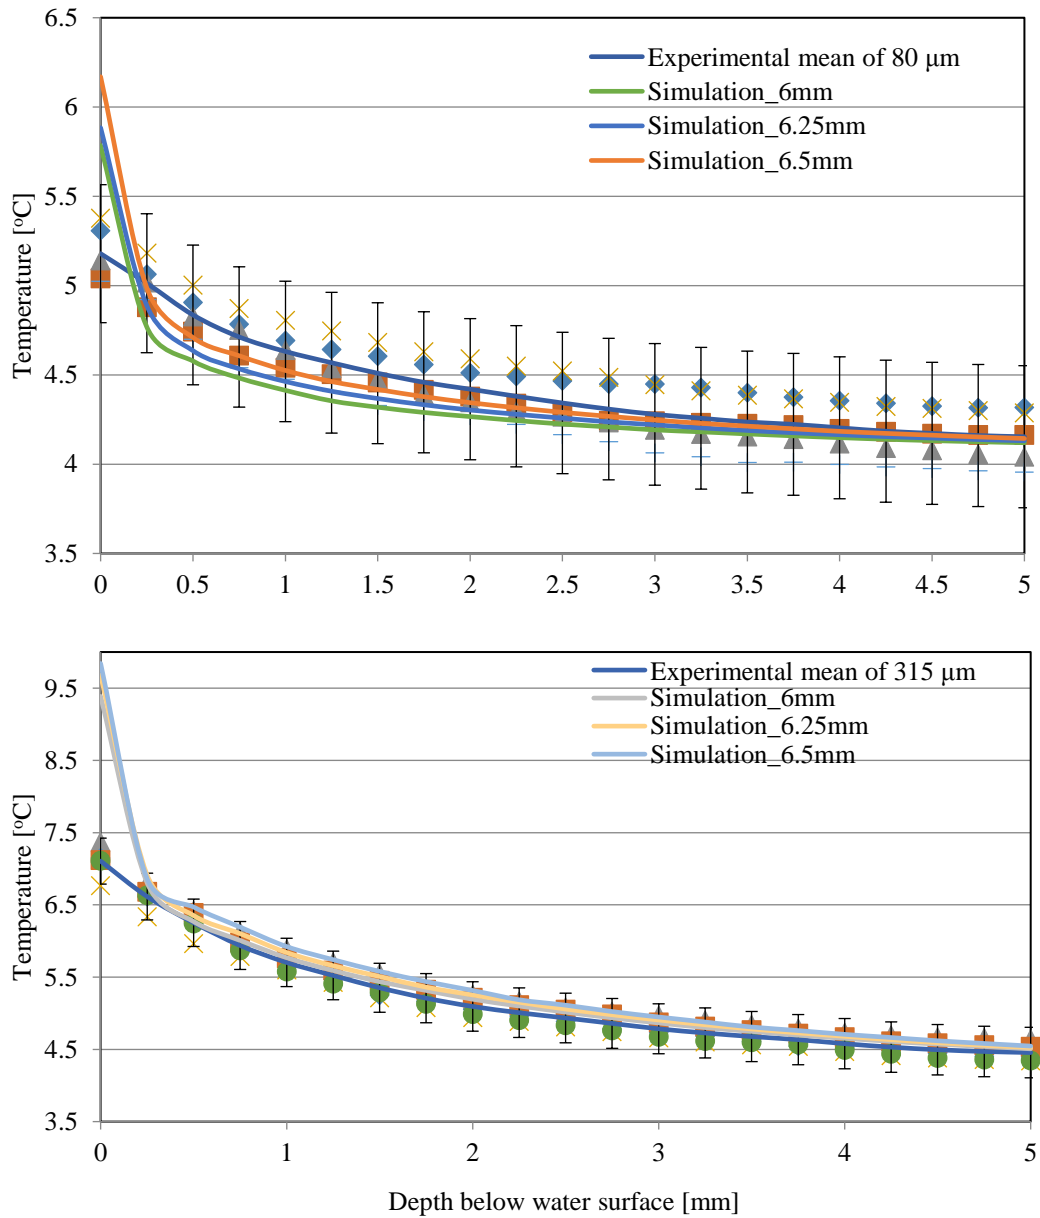 6.5
6
5.5
5
4.5
4
3.5
Temperature [°C]
Experimental mean of 80 μm
Simulation_6mm
Simulation_6.25mm
Simulation_6.5mm
0 0.5 1 1.5 2 2.5 3 3.5 4 4.5 5
9.5
8.5
7.5
6.5
5.5
4.5
3.5
Temperature [°C]
Experimental mean of 315 μm
Simulation_6mm
Simulation_6.25mm
Simulation_6.5mm
0 1 2 3 4 5
Depth below water surface [mm]